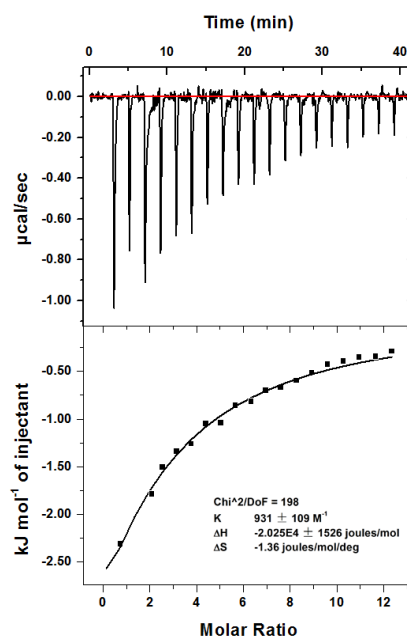 Time (min)
0 10 20 30 40
0.00
-0.20
-0.40
-0.60
-0.80
-1.00
µcal/sec
-0.50
-1.00
-1.50
-2.00
-2.50
kJ mol⁻¹ of injectant
Chi^2/DoF = 198
K 931 ± 109 M⁻¹
ΔH -2.025E4 ± 1526 joules/mol
ΔS -1.36 joules/mol/deg
0 2 4 6 8 10 12
Molar Ratio